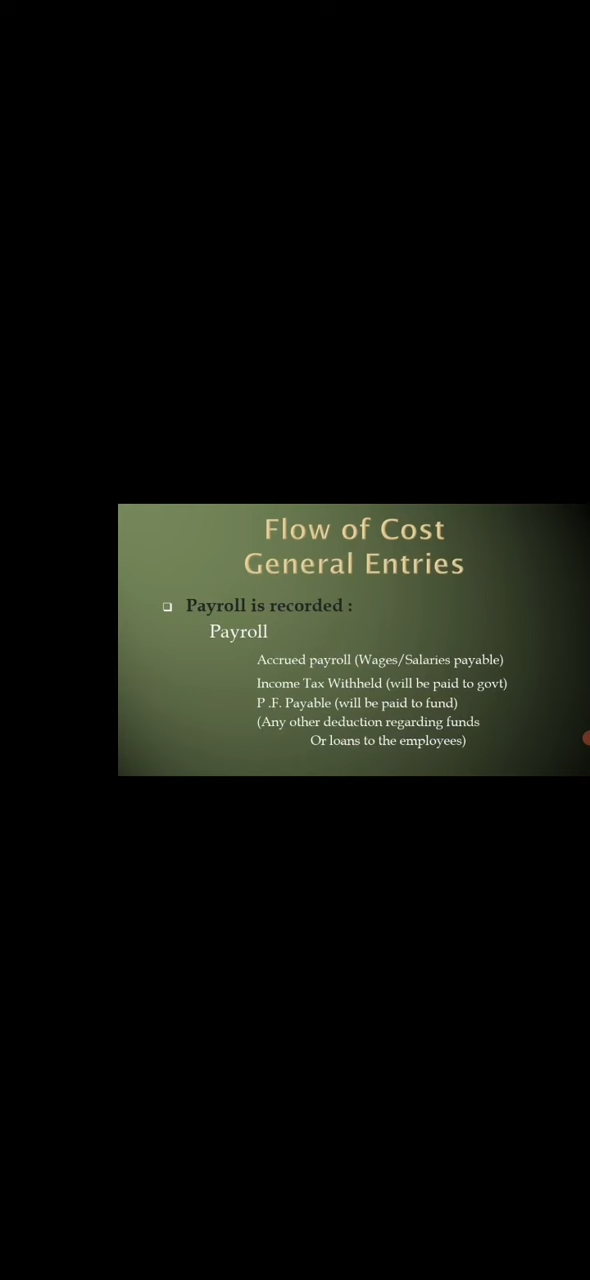 Flow of Cost
General Entries
❑ Payroll is recorded :
Payroll
Accrued payroll (Wages/Salaries payable)
Income Tax Withheld (will be paid to govt)
P .F. Payable (will be paid to fund)
(Any other deduction regarding funds
Or loans to the employees)